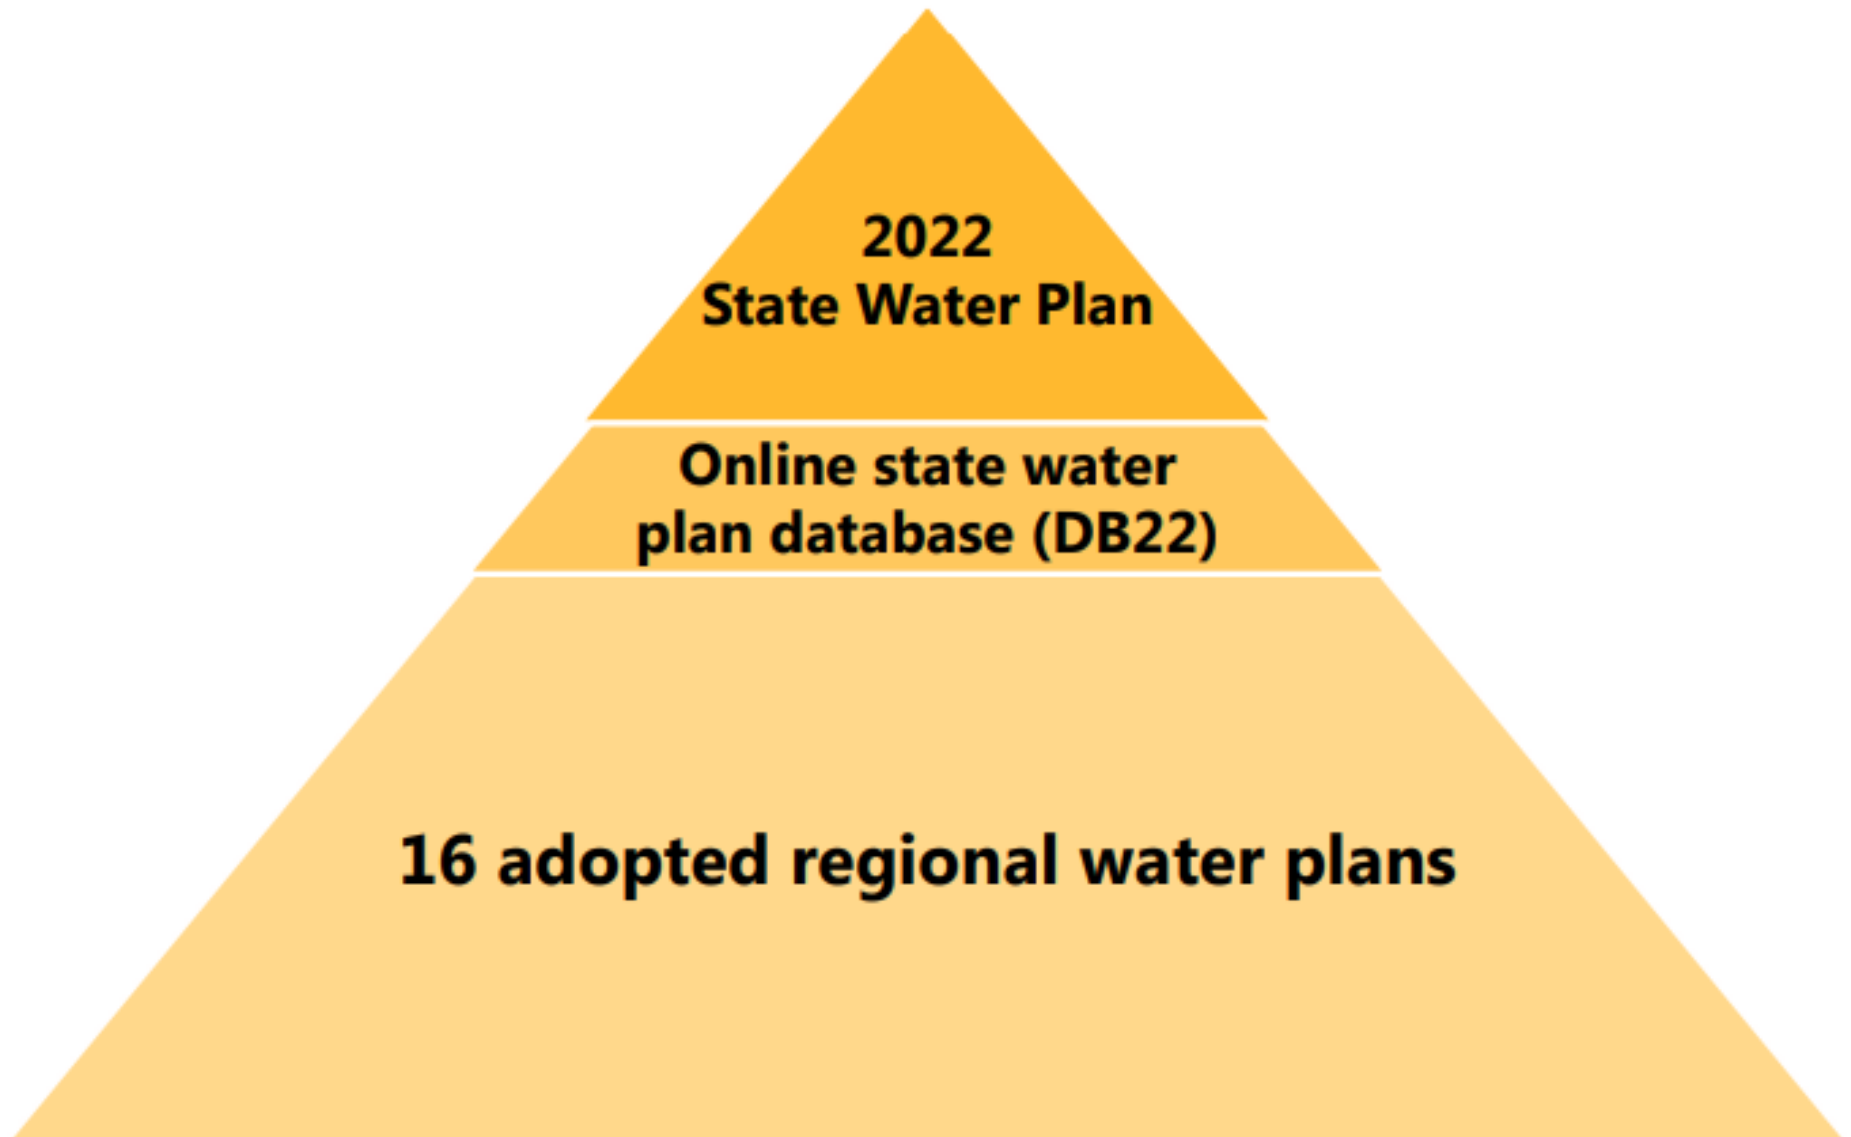 2022
State Water Plan
Online state water
plan database (DB22)
16 adopted regional water plans